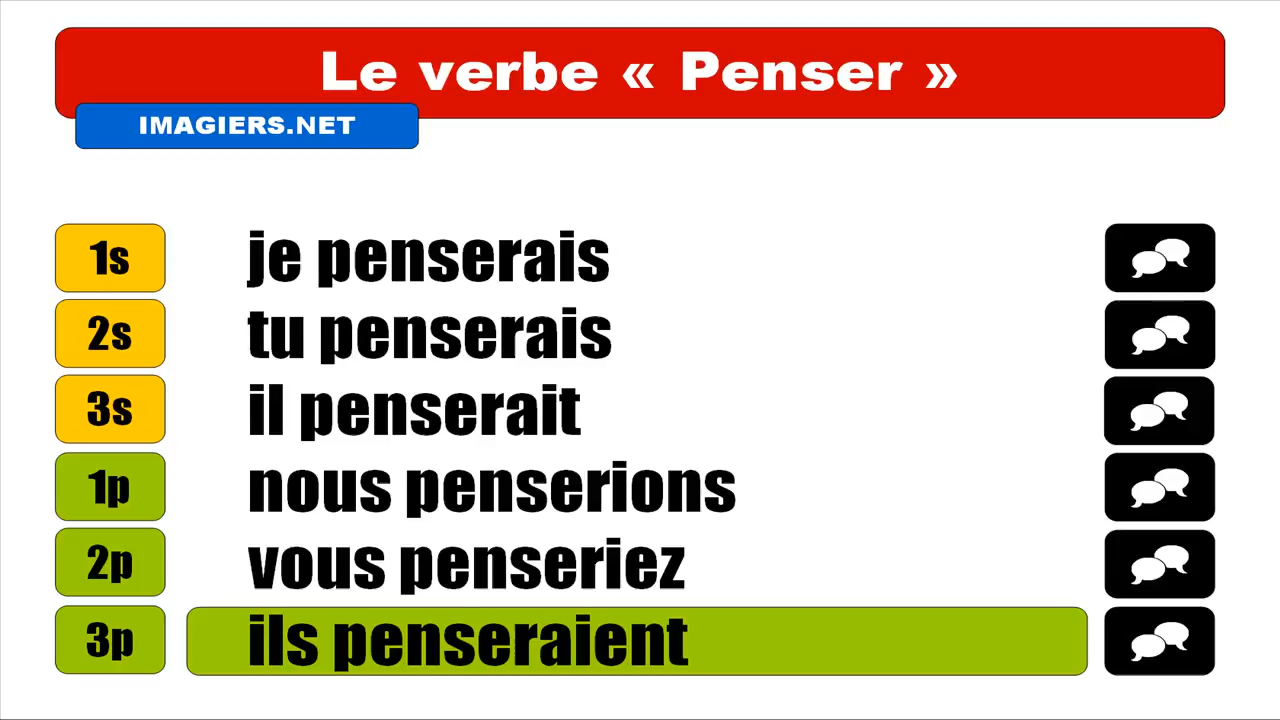 Le verbe « Penser »
IMAGIERS.NET
1s je penserais
2s tu penserais
3s il penserait
1p nous penserions
2p vous penseriez
3p ils penseraient